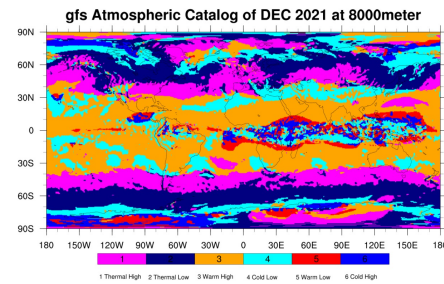 gfs Atmospheric Catalog of DEC 2021 at 8000meter
90N
60N
30N
0
30S
60S
90S
180 150W 120W 90W 60W 30W 0 30E 60E 90E 120E 150E 180
1 2 3 4 5 6
1 Thermal High 2 Thermal Low 3 Warm High 4 Cold Low 5 Warm Low 6 Cold High